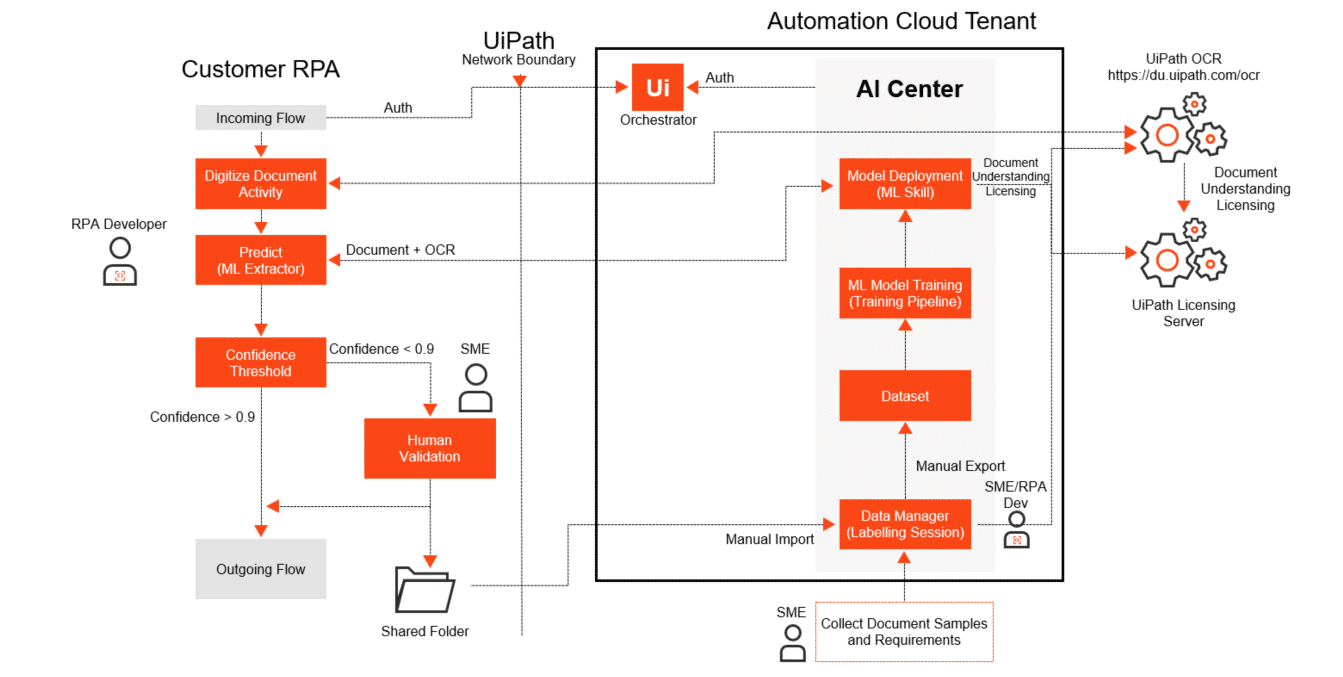 Automation Cloud Tenant
UiPath
Network Boundary
Customer RPA
UiPath OCR
https://du.uipath.com/ocr
Auth
Ui
Auth
AI Center
Incoming Flow
Orchestrator
Digitize Document
Activity
Model Deployment
(ML Skill)
Document
Understanding
Licensing
Document
Understanding
Licensing
RPA Developer
Predict
(ML Extractor)
Document + OCR
ML Model Training
(Training Pipeline)
UiPath Licensing
Server
Confidence
Threshold
Confidence < 0.9
SME
Confidence > 0.9
Dataset
Human
Validation
Manual Export
SME/RPA
Dev
Data Manager
(Labelling Session)
Manual Import
Outgoing Flow
Shared Folder
SME
Collect Document Samples
and Requirements